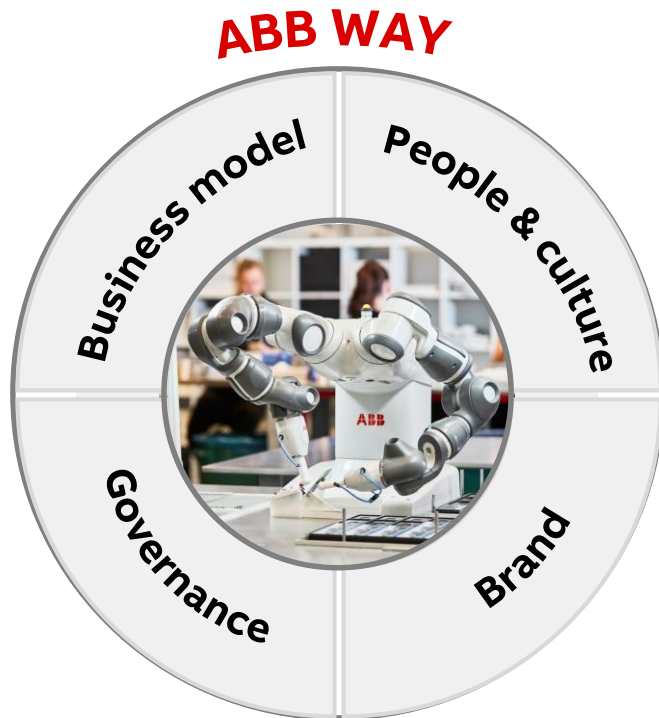 ABB WAY
Business model
People & culture
ABB
Governance
Brand